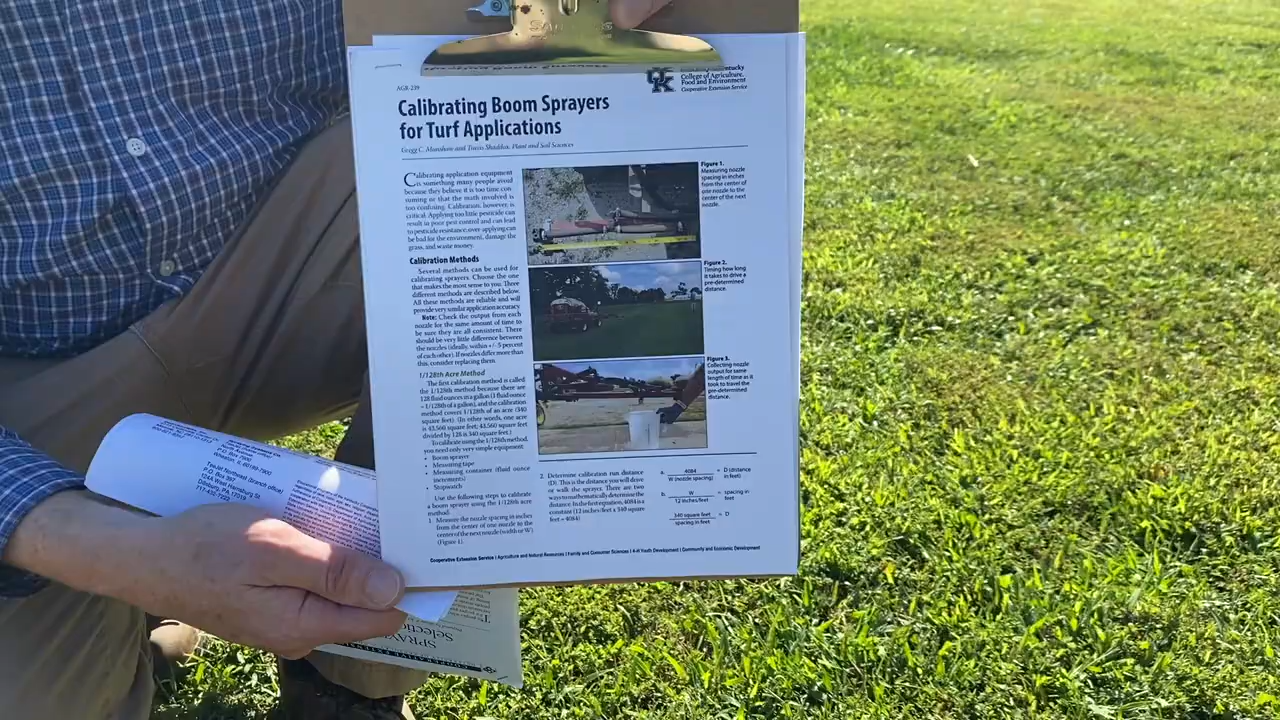 AGR-239
College of Agriculture,
Food and Environment
Cooperative Extension Service
Calibrating Boom Sprayers
for Turf Applications
Gregg C. Munshaw and Travis Shaddox, Plant and Soil Sciences
Calibrating application equipment
is something many people avoid
because they believe it is too time con-
suming or that the math involved is
too confusing. Calibration, however, is
critical. Applying too little pesticide can
result in poor pest control and can lead
to pesticide resistance, over applying can
be bad for the environment, damage the
grass, and waste money.
Calibration Methods
Several methods can be used for
calibrating sprayers. Choose the one
that makes the most sense to you. Three
different methods are described below.
All these methods are reliable and will
provide very similar application accuracy.
Note: Check the output from each
nozzle for the same amount of time to
be sure they are all consistent. There
should be very little difference between
the nozzles (ideally, within +/- 5 percent
of each other). If nozzles differ more than
this, consider replacing them.
1/128th Acre Method
The first calibration method is called
the 1/128th method because there are
128 fluid ounces in a gallon (1 fluid ounce
= 1/128th of a gallon), and the calibration
method covers 1/128th of an acre (340
square feet). (In other words, one acre
is 43,560 square feet; 43,560 square feet
divided by 128 is 340 square feet.)
To calibrate using the 1/128th method,
you need only very simple equipment:
• Boom sprayer
• Measuring tape
• Measuring container (fluid ounce
increments)
• Stopwatch
Use the following steps to calibrate
a boom sprayer using the 1/128th acre
method:
1. Measure the nozzle spacing in inches
from the center of one nozzle to the
center of the next nozzle (width or W)
(Figure 1).
Figure 1.
Measuring nozzle
spacing in inches
from the center of
one nozzle to the
center of the next
nozzle.
Figure 2.
Timing how long
it takes to drive a
pre-determined
distance.
Figure 3.
Collecting nozzle
output for same
length of time as it
took to travel the
pre-determined
distance.
2. Determine calibration run distance
(D). This is the distance you will drive
or walk the sprayer. There are two
ways to mathematically determine the
distance. In the first equation, 4084 is a
constant (12 inches/feet x 340 square
feet = 4084)
a. 4084 = D (distance
W (nozzle spacing) in feet)
b. W = spacing in
12 inches/feet feet
340 square feet = D
spacing in feet
Cooperative Extension Service | Agriculture and Natural Resources | Family and Consumer Sciences | 4-H Youth Development | Community and Economic Development
P.O. Box 7900
Wheaton, IL 60189-7900
TeeJet Northwest (branch office)
P.O. Box 397
Dillsburg, PA 17019
SPRAY
Selectio